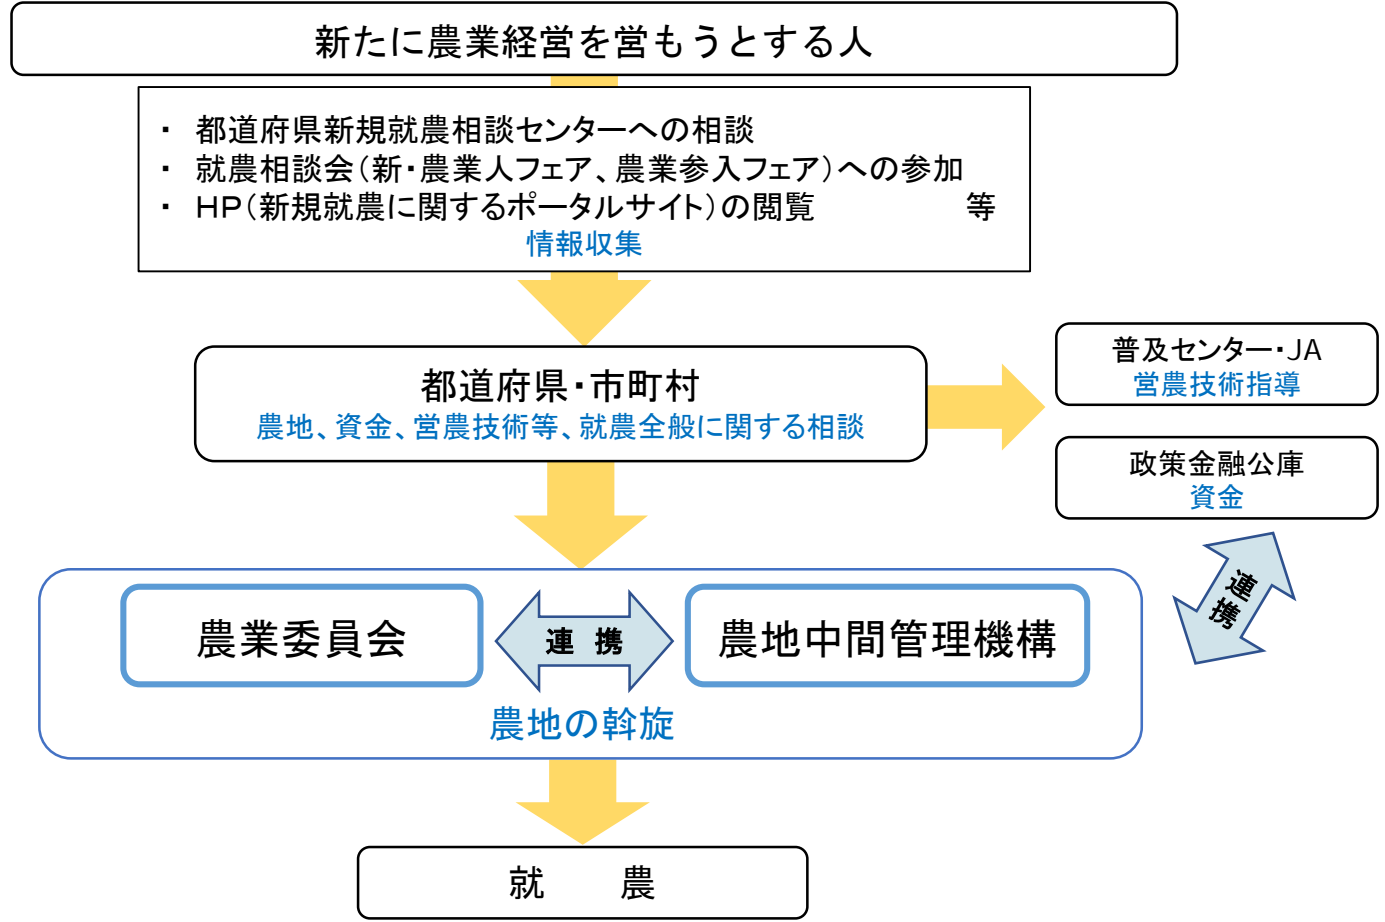 新たに農業経営を営もうとする人
・ 都道府県新規就農相談センターへの相談
・ 就農相談会（新・農業人フェア、農業参入フェア）への参加
・ HP（新規就農に関するポータルサイト）の閲覧 等
情報収集
都道府県・市町村
農地、資金、営農技術等、就農全般に関する相談
普及センター・JA
営農技術指導
政策金融公庫
資金
連携
農業委員会
連 携
農地中間管理機構
農地の斡旋
就 農